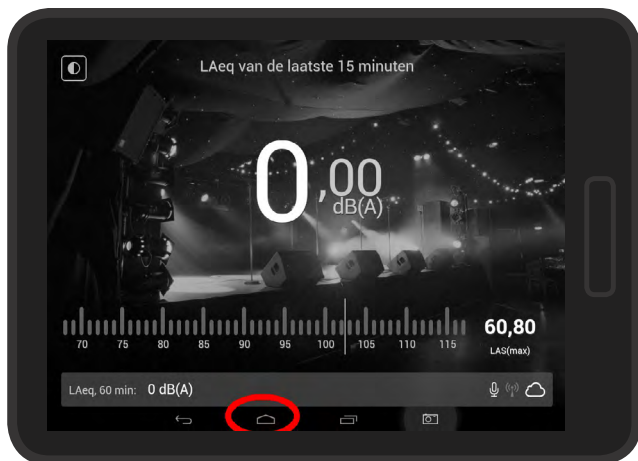 LAeq van de laatste 15 minuten
0,00
dB(A)
70 75 80 85 90 95 100 105 110 115
60,80
LAS(max)
LAeq, 60 min: 0 dB(A)